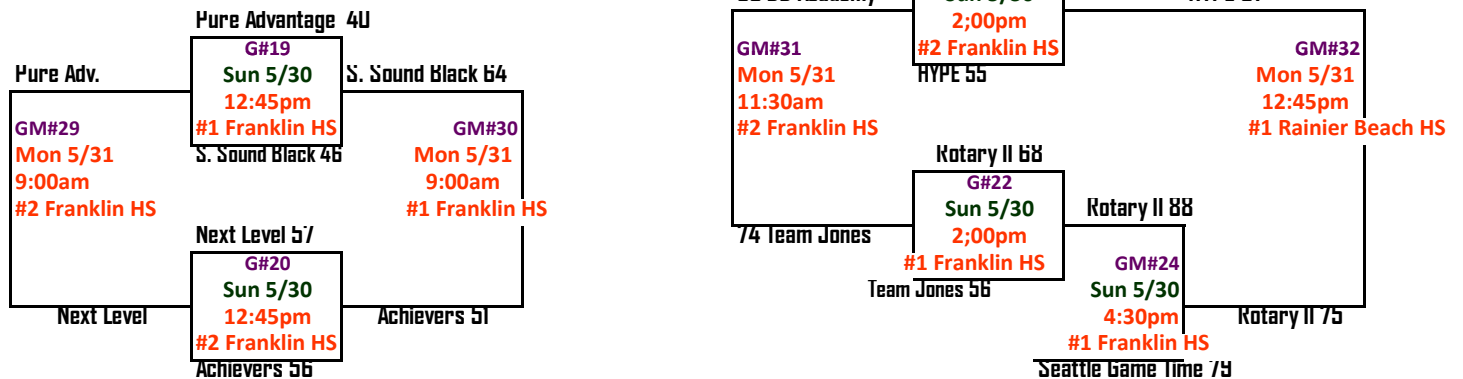 Pure Advantage 40
G#19
Sun 5/30
12:45pm
#1 Franklin HS
Pure Adv.
S. Sound Black 64
S. Sound Black 46
GM#29
Mon 5/31
9:00am
#2 Franklin HS
GM#30
Mon 5/31
9:00am
#1 Franklin HS
Next Level 57
G#20
Sun 5/30
12:45pm
#2 Franklin HS
Next Level
Achievers 51
Achievers 56
2;00pm
#2 Franklin HS
HYPE 55
GM#31
Mon 5/31
11:30am
#2 Franklin HS
GM#32
Mon 5/31
12:45pm
#1 Rainier Beach HS
Rotary II 68
G#22
Sun 5/30
2;00pm
#1 Franklin HS
74 Team Jones
Rotary II 88
Team Jones 56
GM#24
Sun 5/30
4:30pm
#1 Franklin HS
Rotary II 75
Seattle Game Time 79